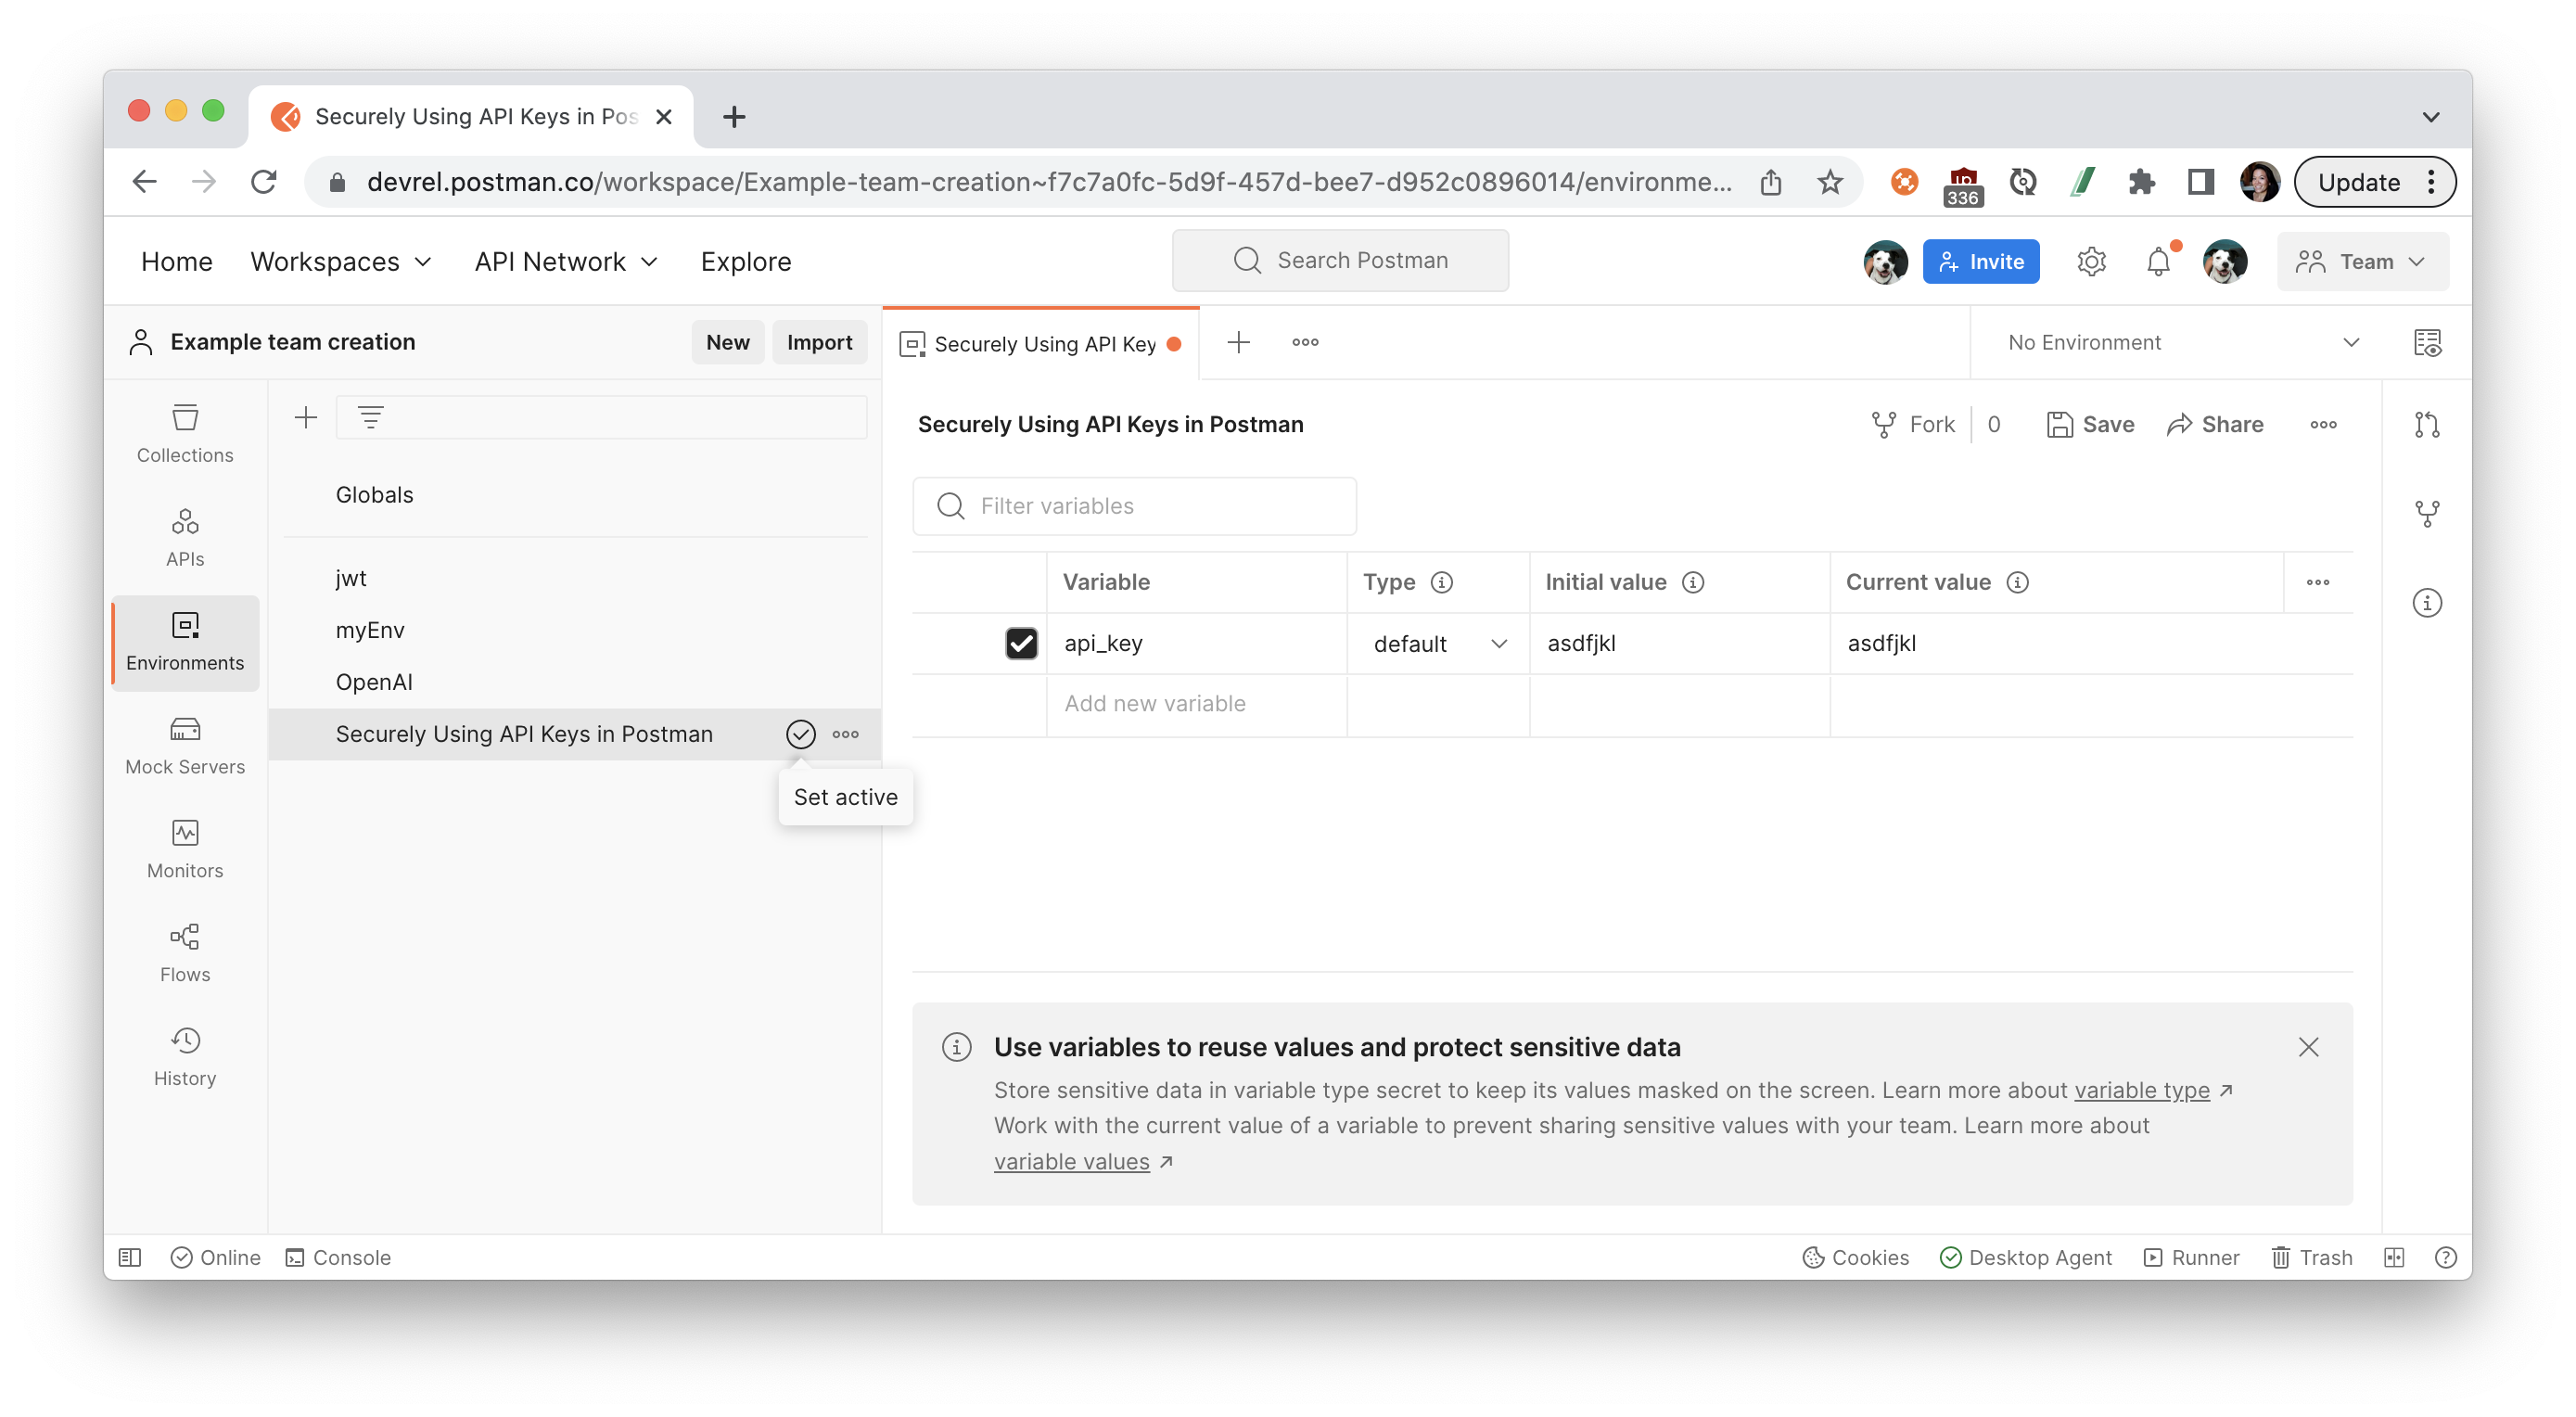 Securely Using API Keys in Pos
devrel.postman.co/workspace/Example-team-creation~f7c7a0fc-5d9f-457d-bee7-d952c0896014/environme...
336
Update
Home Workspaces API Network Explore
Search Postman
Invite
Team
Example team creation
New
Import
Securely Using API Key
No Environment
Collections
APIs
Environments
Mock Servers
Monitors
Flows
History
Globals
jwt
myEnv
OpenAI
Securely Using API Keys in Postman
Set active
Securely Using API Keys in Postman
Fork 0 Save Share
Filter variables
Variable Type Initial value Current value
api_key default asdfjkl asdfjkl
Add new variable
Use variables to reuse values and protect sensitive data
Store sensitive data in variable type secret to keep its values masked on the screen. Learn more about variable type ↗
Work with the current value of a variable to prevent sharing sensitive values with your team. Learn more about
variable values ↗
Online Console
Cookies Desktop Agent Runner Trash